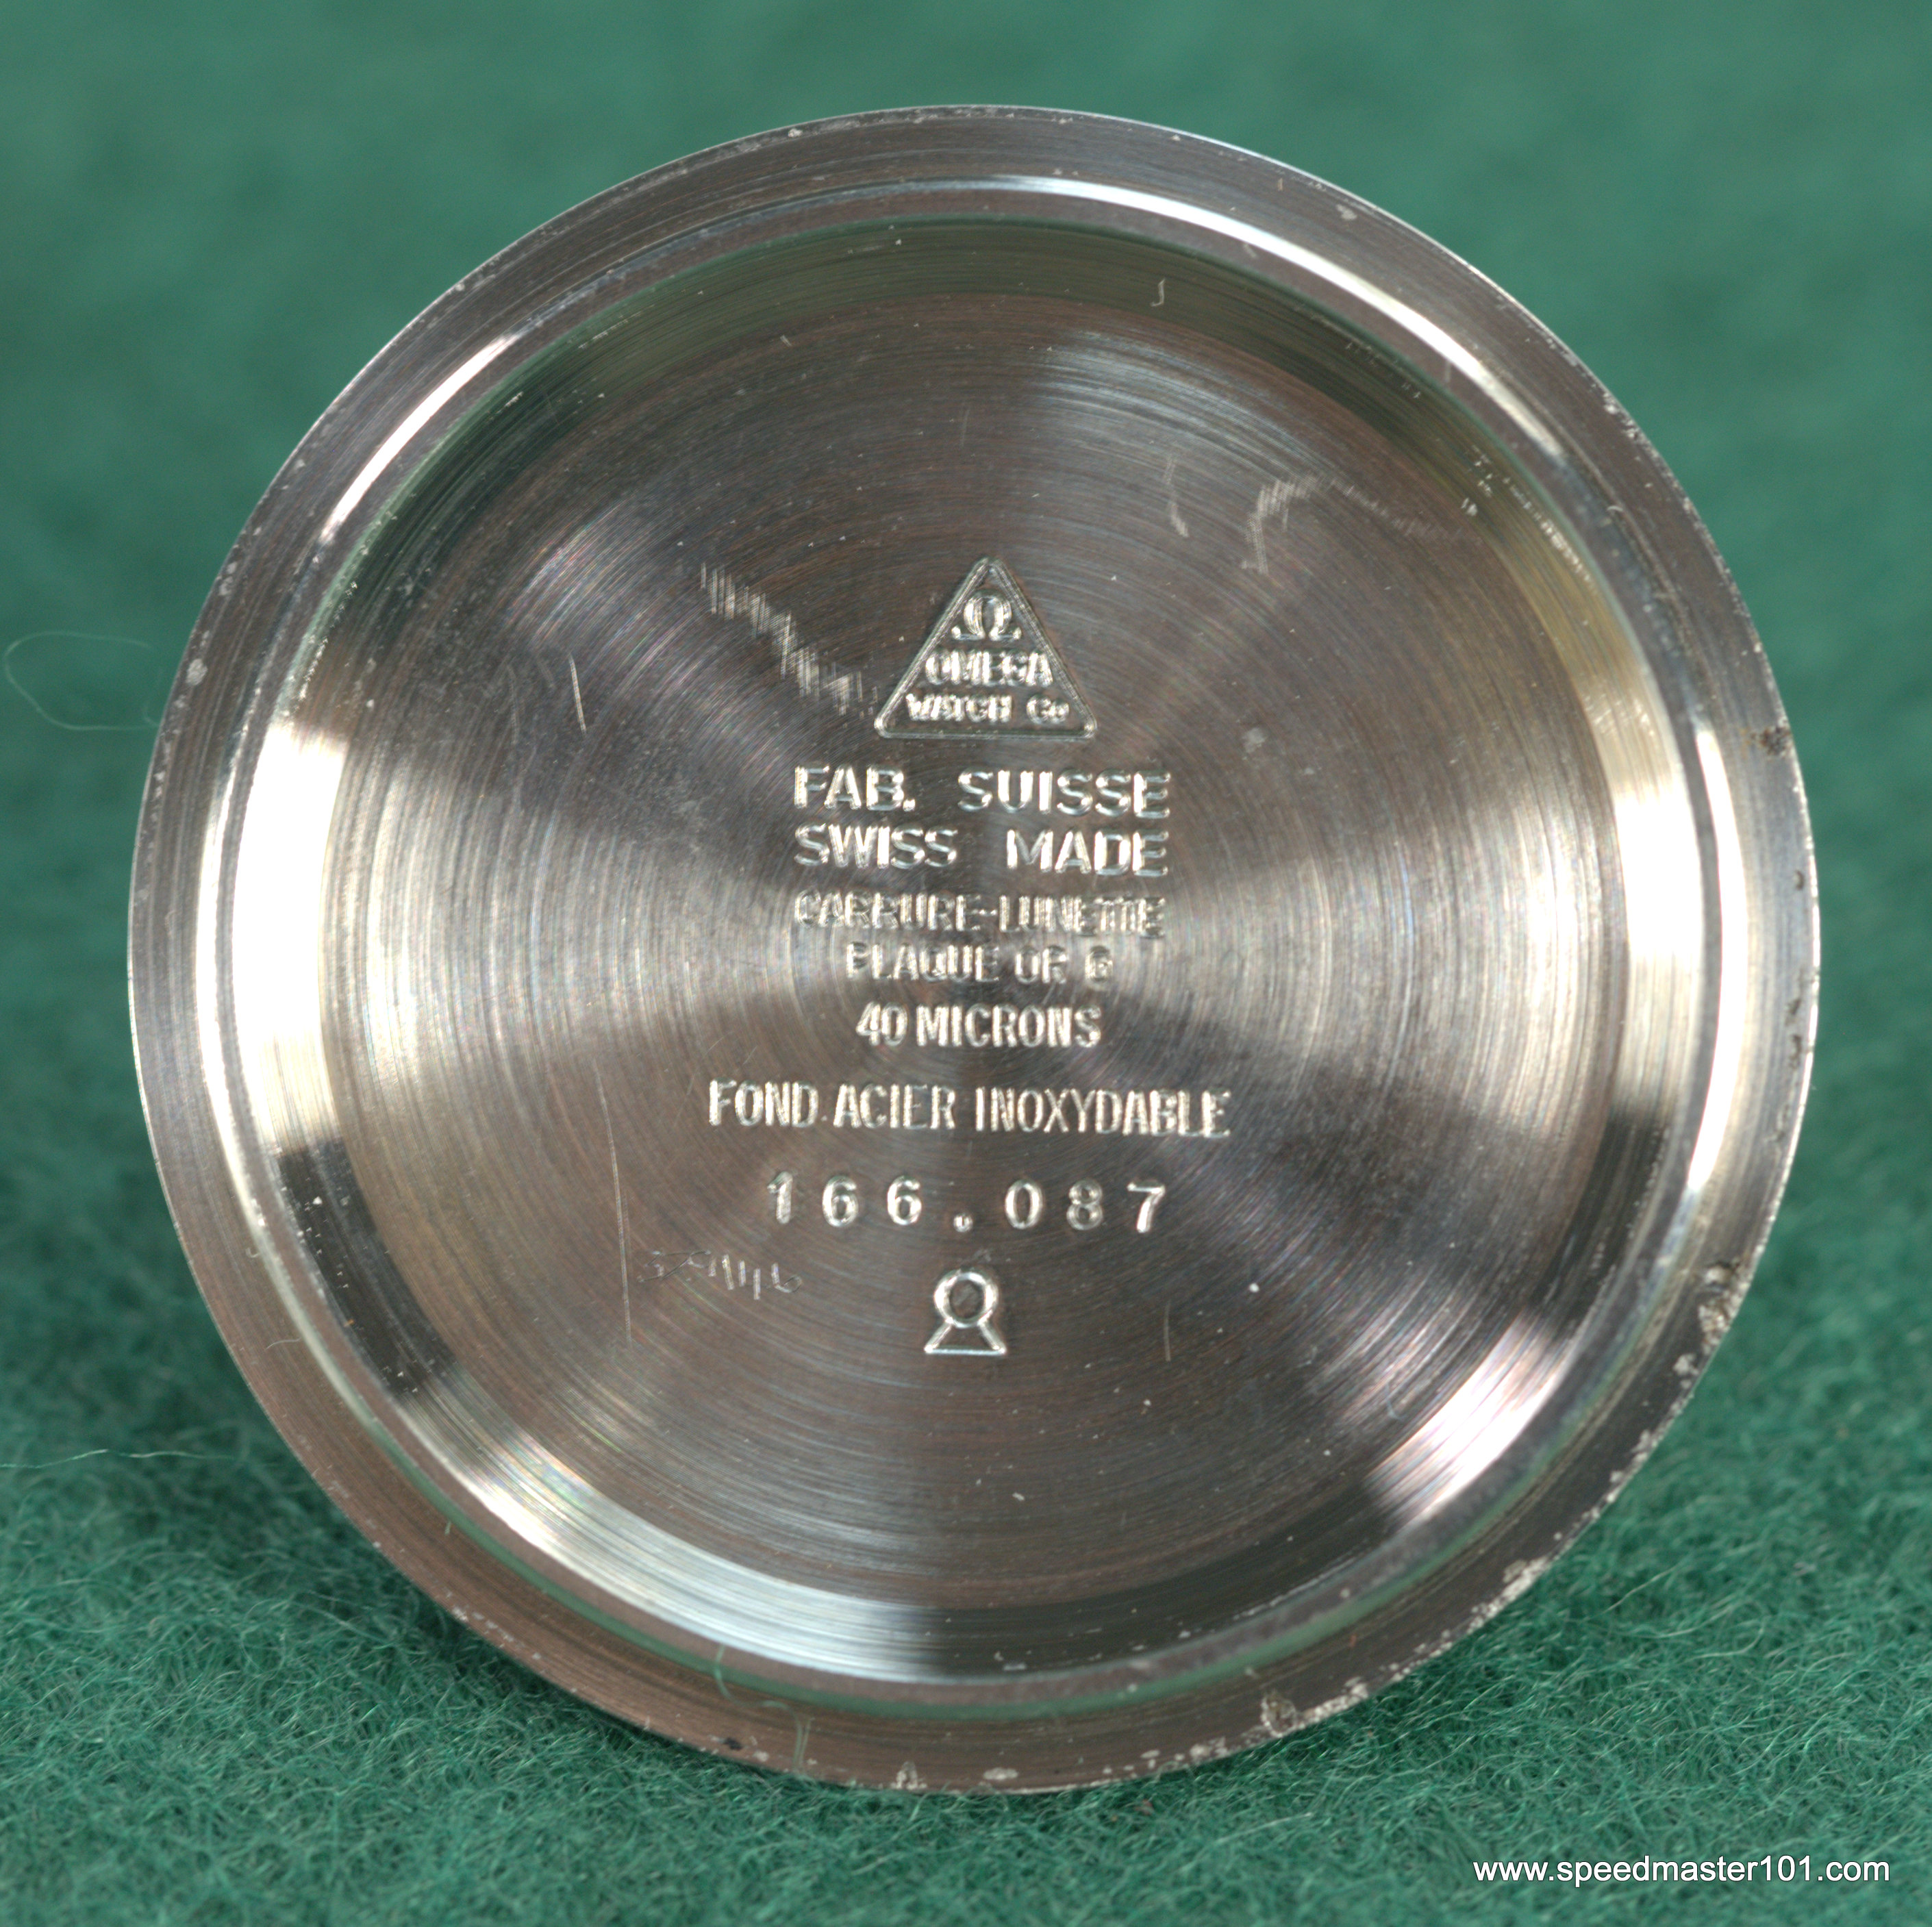 Ω
OMEGA
WATCH Co
FAB. SUISSE
SWISS MADE
CARRURE-LUNETTE
PLAQUE OR G
40 MICRONS
FOND ACIER INOXYDABLE
166.087
www.speedmaster101.com